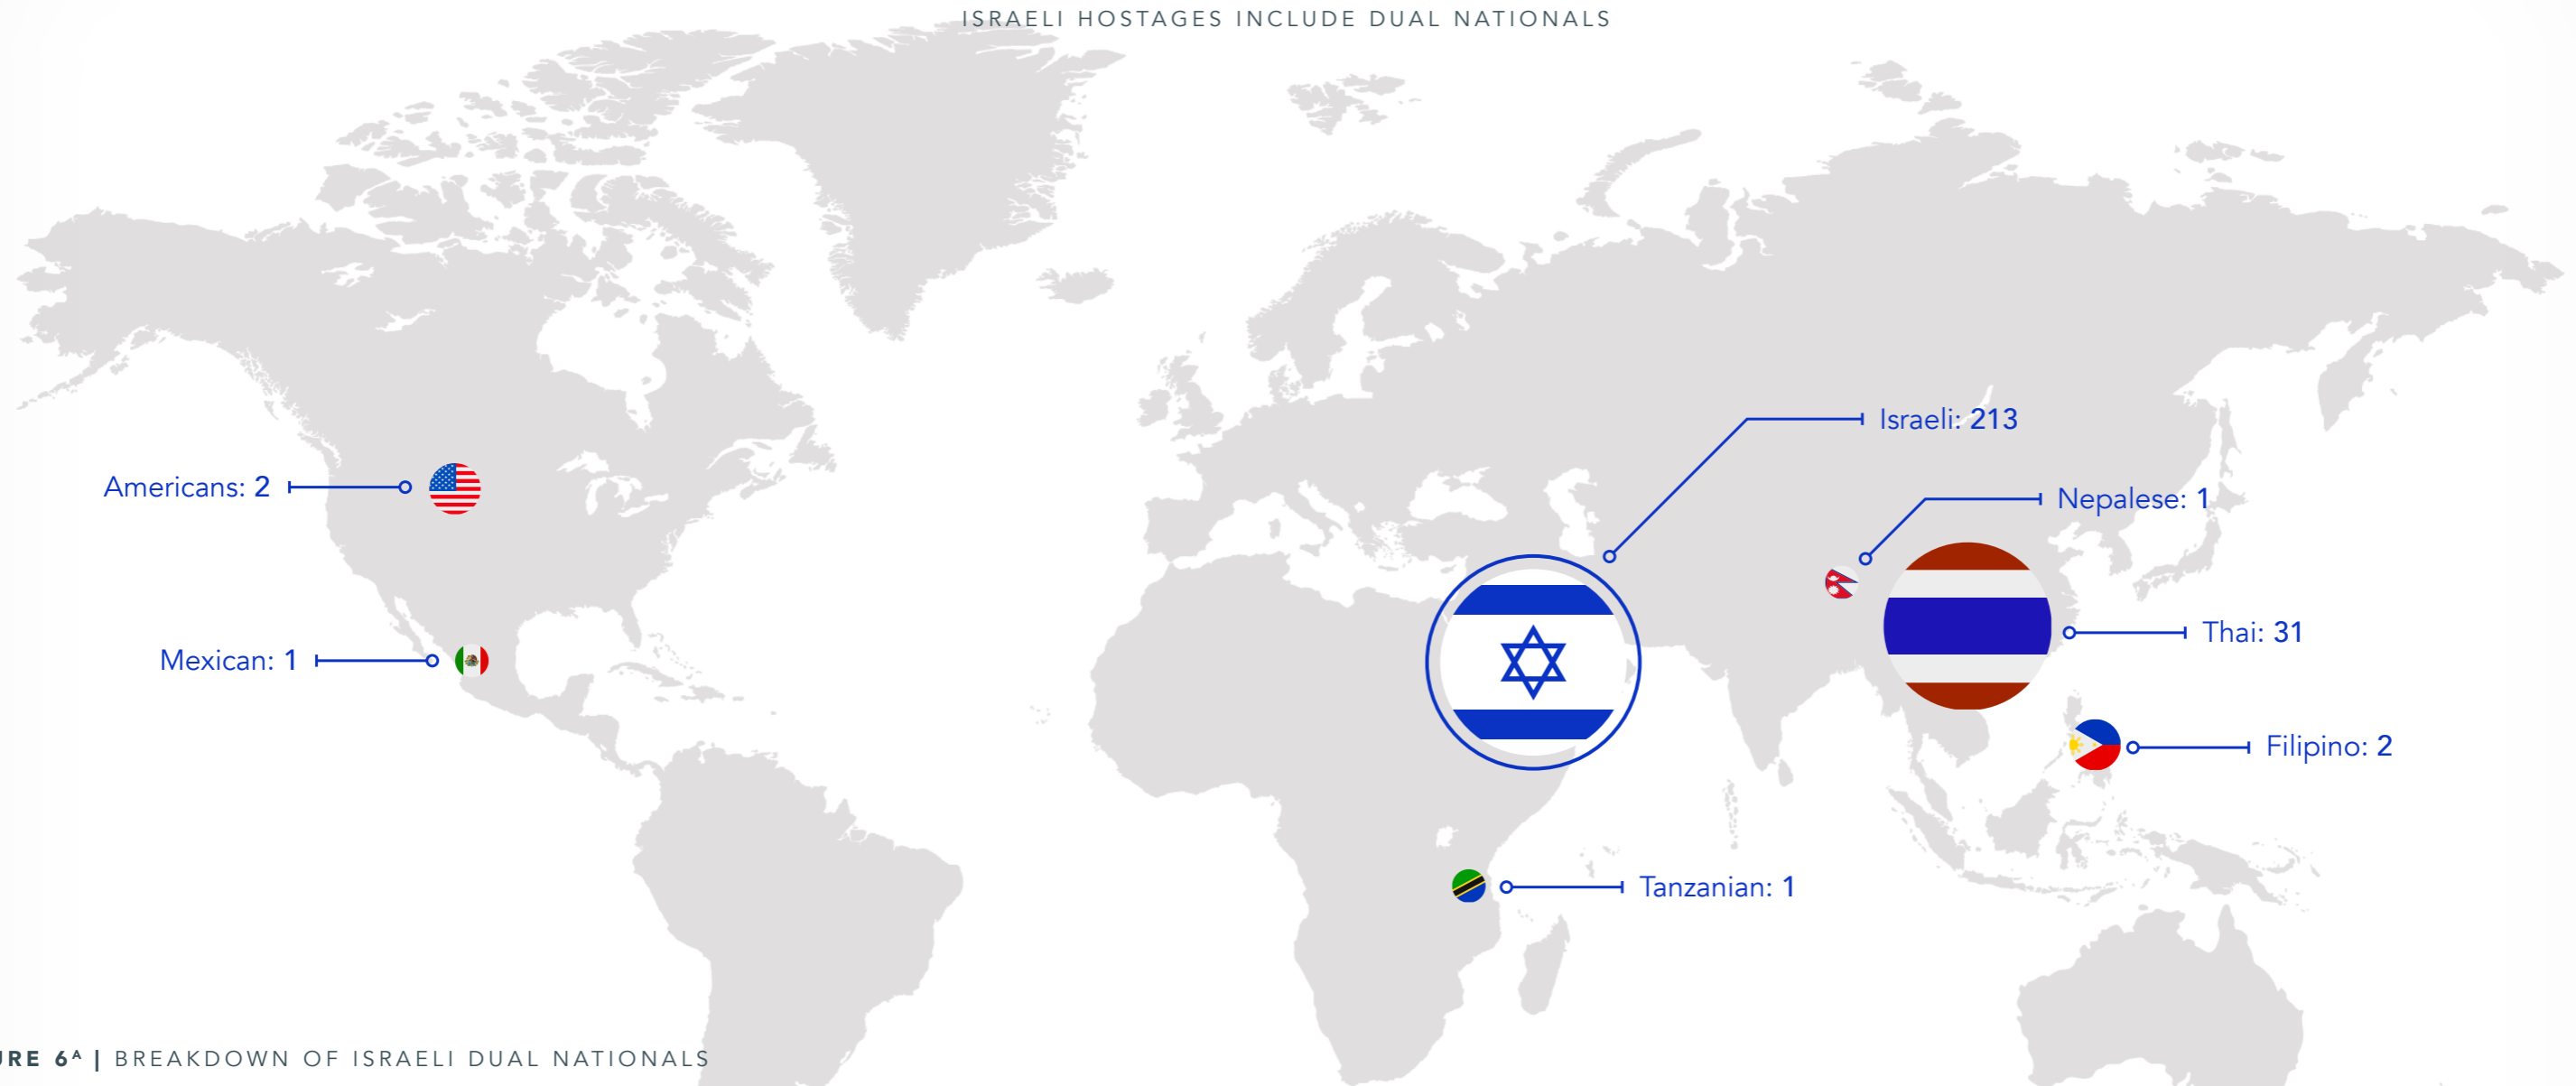 ISRAELI HOSTAGES INCLUDE DUAL NATIONALS
Israeli: 213
Americans: 2
Nepalese: 1
Thai: 31
Mexican: 1
Filipino: 2
Tanzanian: 1
URE 6ᴬ | BREAKDOWN OF ISRAELI DUAL NATIONALS